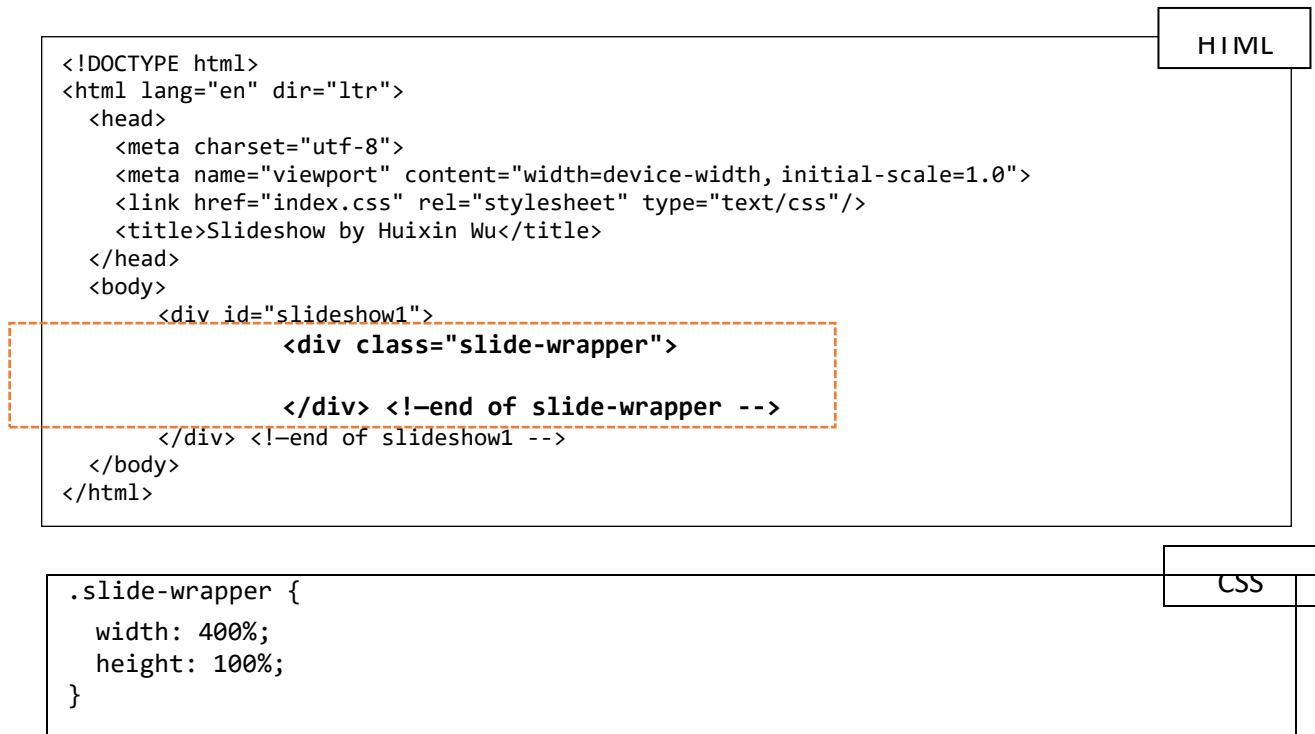 HTML
<!DOCTYPE html>
<html lang="en" dir="ltr">
  <head>
    <meta charset="utf-8">
    <meta name="viewport" content="width=device-width, initial-scale=1.0">
    <link href="index.css" rel="stylesheet" type="text/css"/>
    <title>Slideshow by Huixin Wu</title>
  </head>
  <body>
       <div id="slideshow1">
              <div class="slide-wrapper">
              </div> <!—end of slide-wrapper -->
       </div> <!—end of slideshow1 -->
  </body>
</html>
CSS
.slide-wrapper {
  width: 400%;
  height: 100%;
}